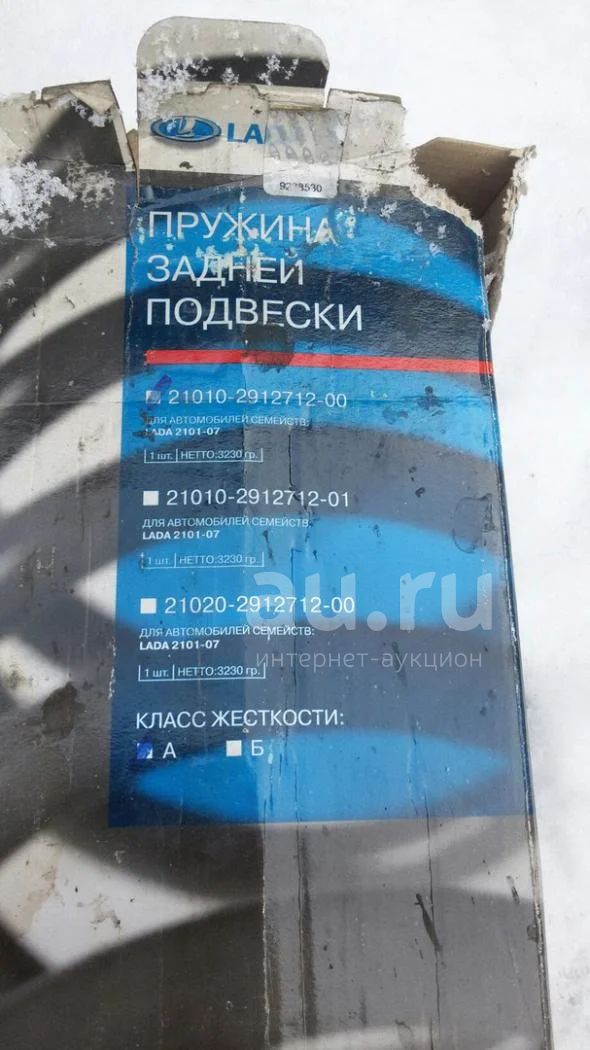 ПРУЖИНА
ЗАДНЕЙ
ПОДВЕСКИ
21010-2912712-00
ДЛЯ АВТОМОБИЛЕЙ СЕМЕЙСТВ:
LADA 2101-07
1 шт. НЕТТО:3230 гр.
21010-2912712-01
ДЛЯ АВТОМОБИЛЕЙ СЕМЕЙСТВ:
LADA 2101-07
1 шт. НЕТТО:3230 гр.
21020-2912712-00
ДЛЯ АВТОМОБИЛЕЙ СЕМЕЙСТВ:
LADA 2101-07
1 шт. НЕТТО:3230 гр.
КЛАСС ЖЕСТКОСТИ:
А Б
au.ru
интернет-аукцион